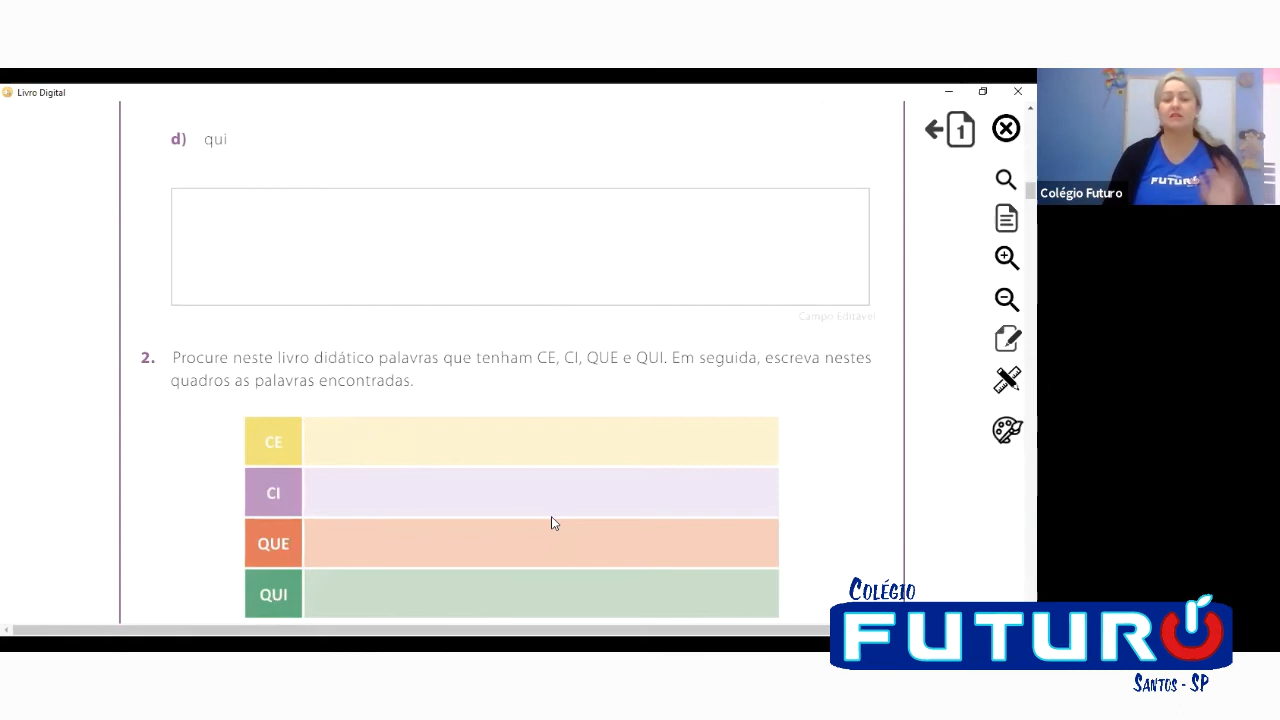 Livro Digital
d) qui
1
Campo Editável
2. Procure neste livro didático palavras que tenham CE, CI, QUE e QUI. Em seguida, escreva nestes
quadros as palavras encontradas.
CE
CI
QUE
QUI
FUTURO
Colégio Futuro
COLÉGIO
FUTURO
SANTOS - SP